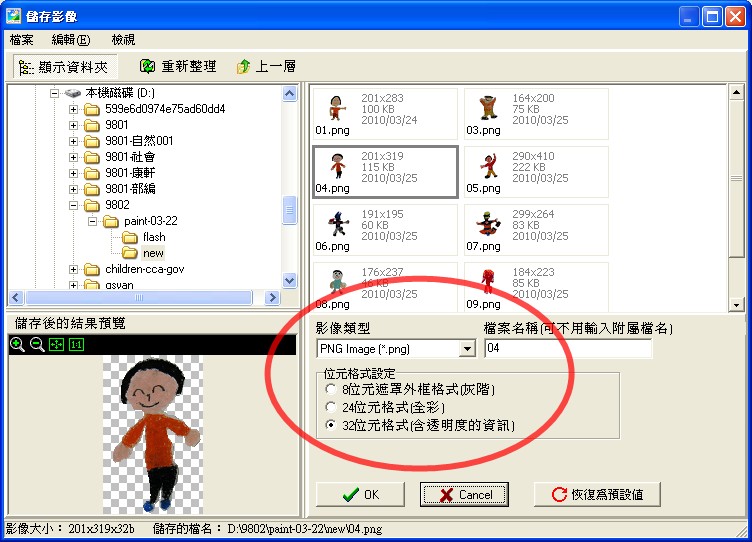 儲存影像
檔案 編輯(E) 檢視
顯示資料夾 重新整理 上一層
本機磁碟 (D:)
599e6d0974e75ad60dd4
9801
9801-自然001
9801-社會
9801-康軒
9801-部編
9802
paint-03-22
flash
new
children-cca-gov
gsyan
201x283
100 KB
2010/03/24
01.png
164x200
75 KB
2010/03/25
03.png
201x319
115 KB
2010/03/25
04.png
290x410
222 KB
2010/03/25
05.png
191x195
60 KB
2010/03/25
06.png
299x264
83 KB
2010/03/25
07.png
176x237
46 KB
2010/03/25
08.png
184x223
85 KB
2010/03/25
09.png
儲存後的結果預覽
1:1
影像類型
PNG Image (*.png)
檔案名稱(可不用輸入附屬檔名)
04
位元格式設定
8位元遮罩外框格式(灰階)
24位元格式(全彩)
32位元格式(含透明度的資訊)
OK
Cancel
恢復為預設值
影像大小： 201x319x32b 儲存的檔名： D:\9802\paint-03-22\new\04.png